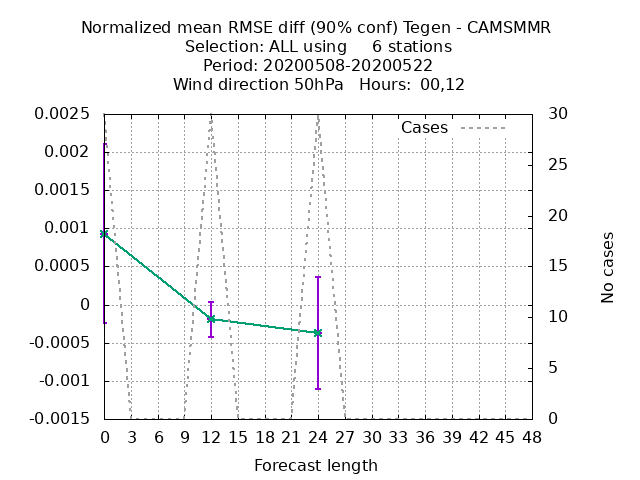 Normalized mean RMSE diff (90% conf) Tegen - CAMSMMR
Selection: ALL using     6 stations
Period: 20200508-20200522
Wind direction 50hPa   Hours:  00,12
Cases
0.0025
0.002
0.0015
0.001
0.0005
0
-0.0005
-0.001
-0.0015
30
25
20
15
10
5
0
No cases
0 3 6 9 12 15 18 21 24 27 30 33 36 39 42 45 48
Forecast length